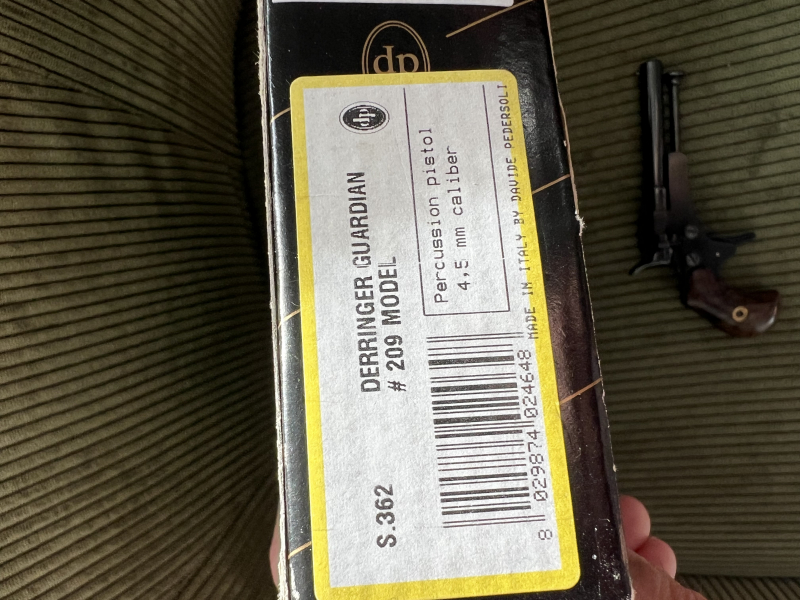 dp
dp
DERRINGER GUARDIAN
# 209 MODEL
S.362
Percussion pistol
4,5 mm caliber
8 029874 024648
MADE IN ITALY BY DAVIDE PEDERSOLI